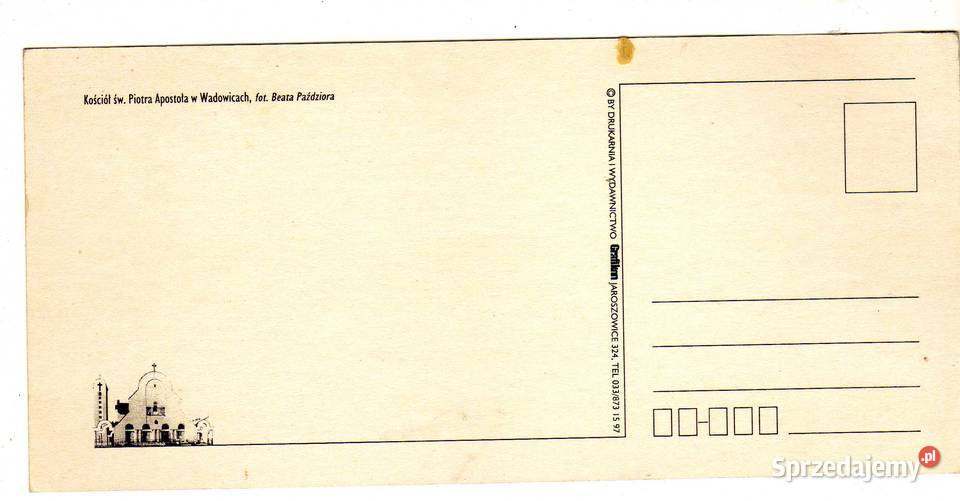 Kościół św. Piotra Apostoła w Wadowicach, fot. Beata Paździora
© BY DRUKARNIA I WYDAWNICTWO Grafikon JAROSZOWICE 324, TEL 033/873 15 97
Sprzedajemy.pl